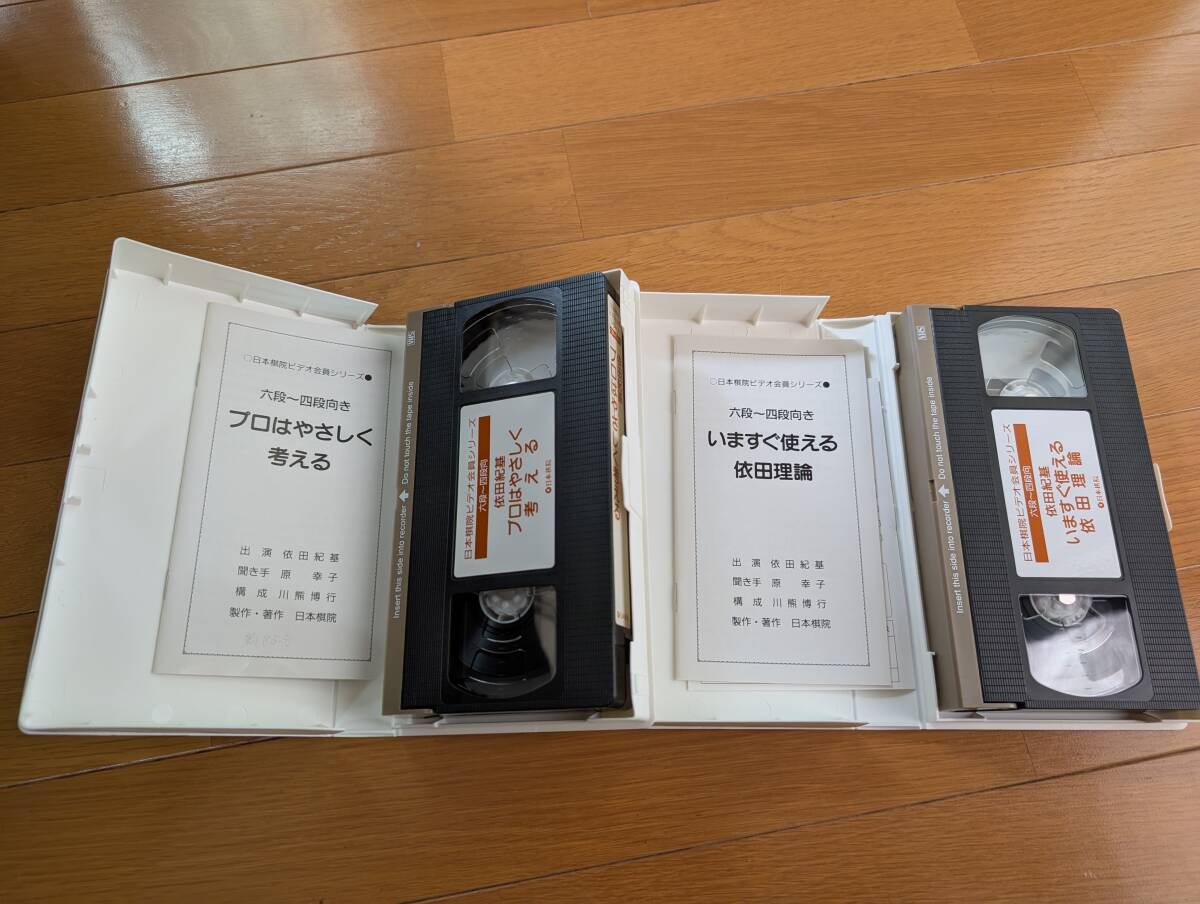 ○日本棋院ビデオ会員シリーズ●
六段〜四段向き
プロはやさしく
考える
出　演　依田紀基
聞き手　原　　幸子
構　成　川熊博行
製作・著作　日本棋院
VHS
Insert this side into recorder Do not touch the tape inside
日本棋院ビデオ会員シリーズ
六段〜四段向
依田紀基
プロはやさしく
考える
日本棋院
○日本棋院ビデオ会員シリーズ●
六段〜四段向き
いますぐ使える
依田理論
出　演　依田紀基
聞き手　原　　幸子
構　成　川熊博行
製作・著作　日本棋院
VHS
Insert this side into recorder Do not touch the tape inside
日本棋院ビデオ会員シリーズ
六段〜四段向
依田紀基
いますぐ使える
依田理論
日本棋院